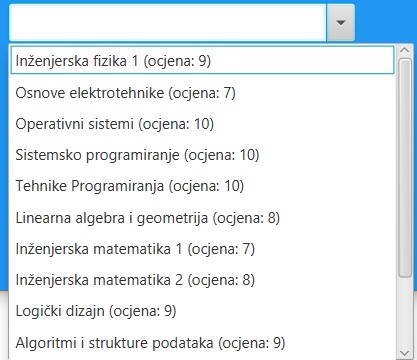 Inženjerska fizika 1 (ocjena: 9)
Osnove elektrotehnike (ocjena: 7)
Operativni sistemi (ocjena: 10)
Sistemsko programiranje (ocjena: 10)
Tehnike Programiranja (ocjena: 10)
Linearna algebra i geometrija (ocjena: 8)
Inženjerska matematika 1 (ocjena: 7)
Inženjerska matematika 2 (ocjena: 8)
Logički dizajn (ocjena: 9)
Algoritmi i strukture podataka (ocjena: 9)